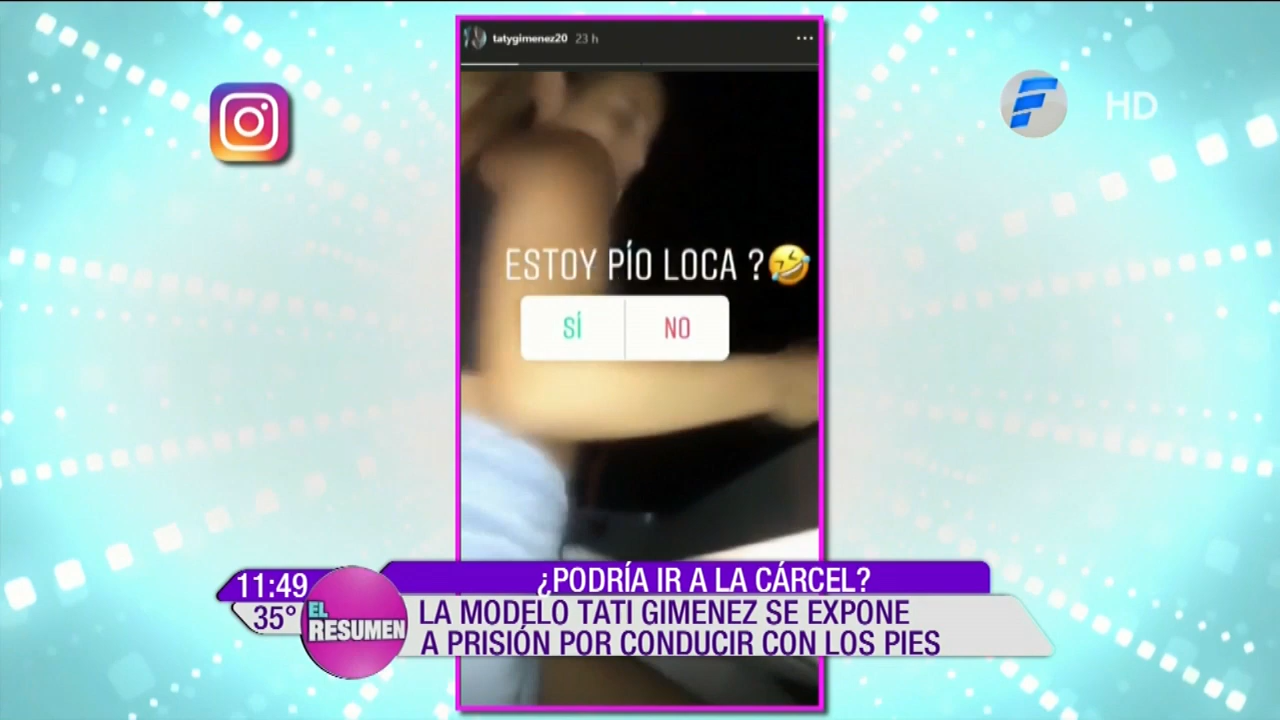 tatygimenez20 23 h
HD
ESTOY PÍO LOCA ?🤣
SÍ NO
¿PODRÍA IR A LA CÁRCEL?
11:49
35°
EL RESUMEN
LA MODELO TATI GIMENEZ SE EXPONE
A PRISIÓN POR CONDUCIR CON LOS PIES